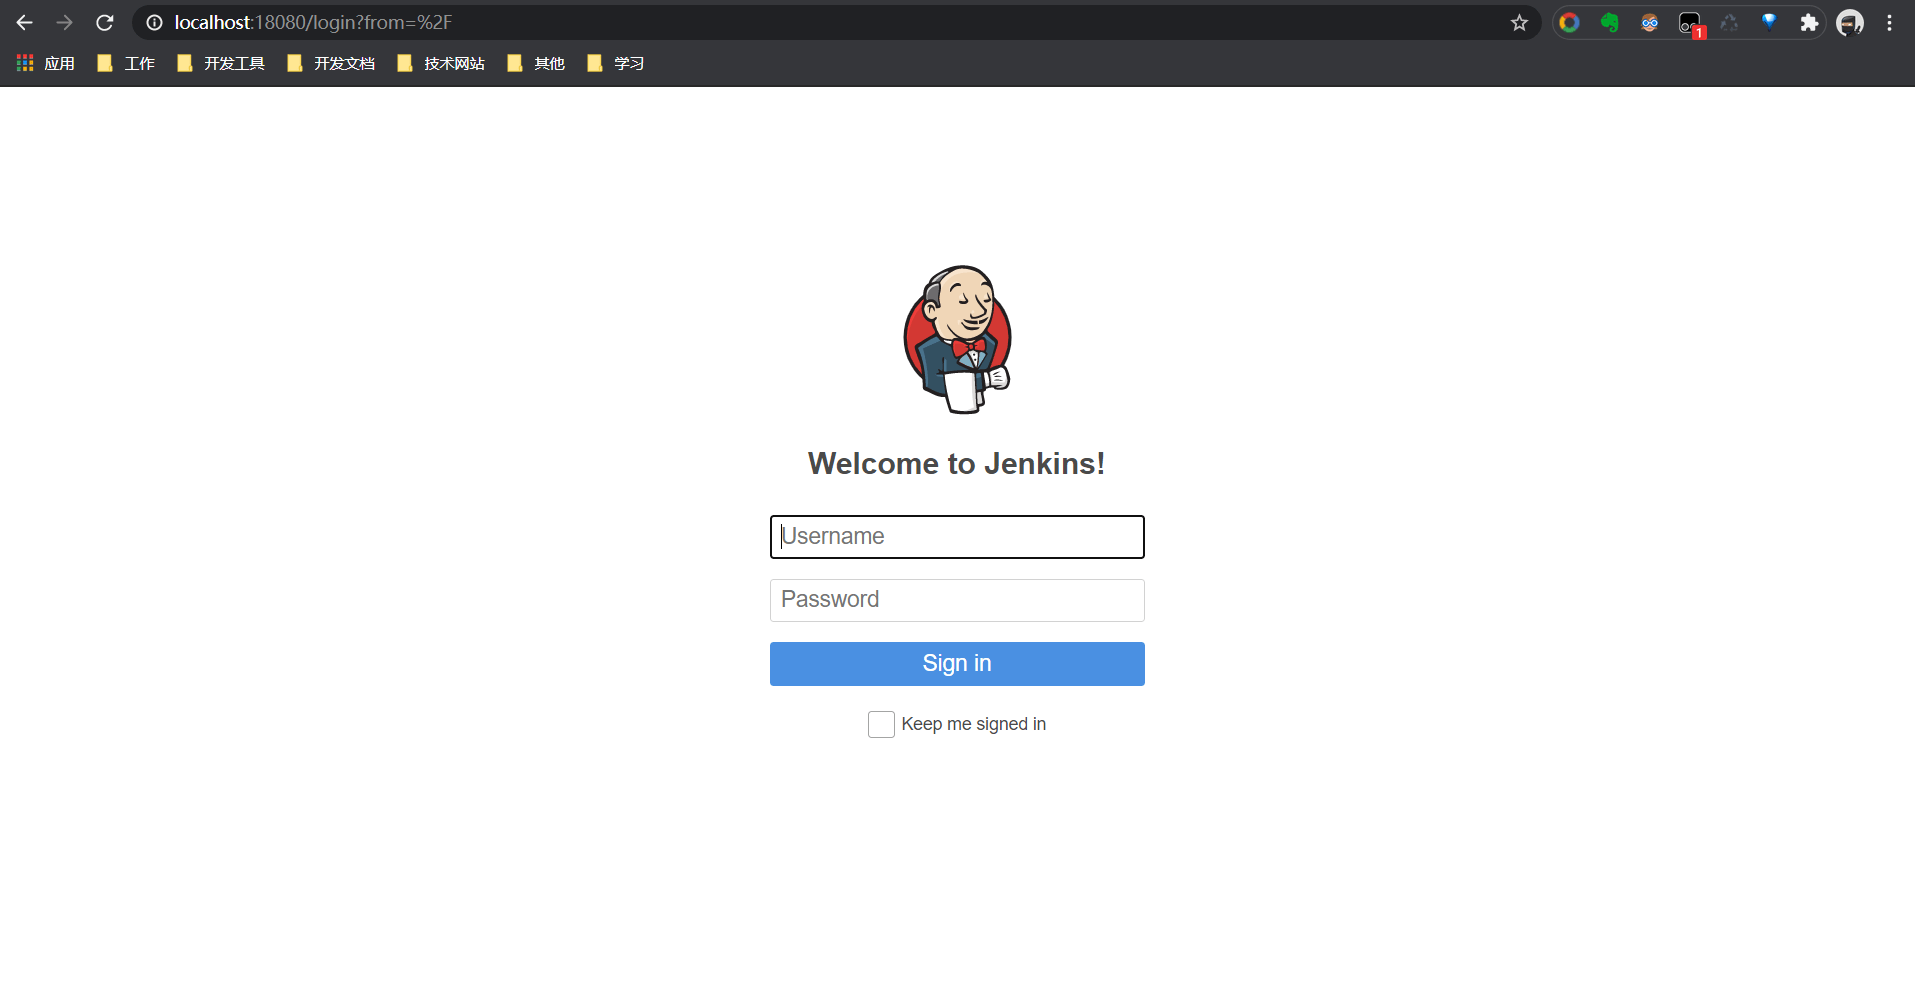 localhost:18080/login?from=%2F
1
应用 工作 开发工具 开发文档 技术网站 其他 学习
Welcome to Jenkins!
Username
Password
Sign in
Keep me signed in